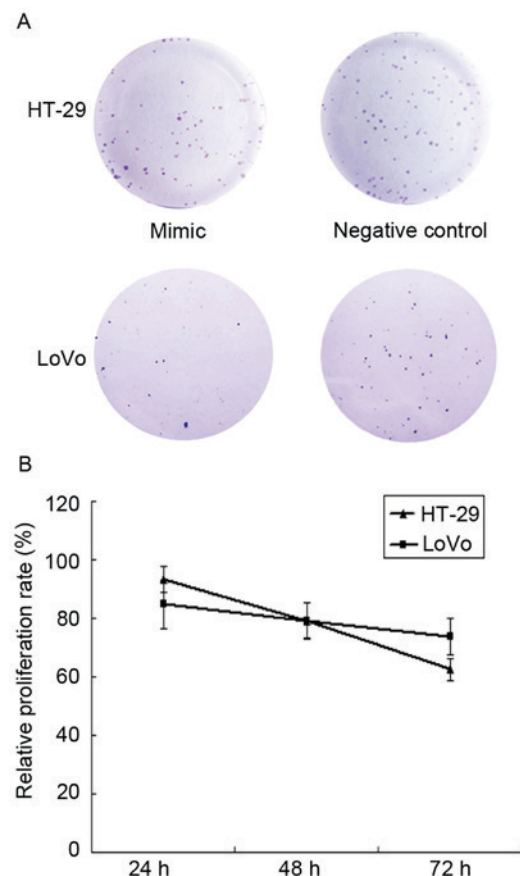 A
HT-29
Mimic
Negative control
LoVo
B
Relative proliferation rate (%)
120
100
80
60
40
20
0
HT-29
LoVo
24 h
48 h
72 h